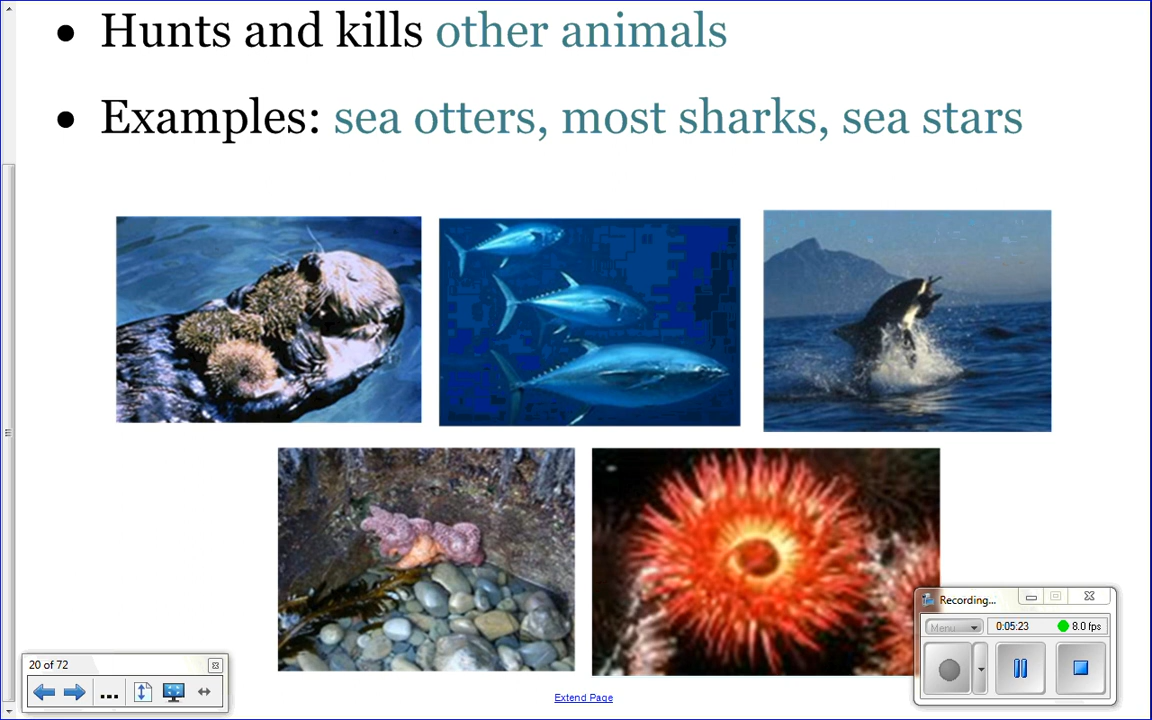 • Hunts and kills other animals
• Examples: sea otters, most sharks, sea stars
Recording...
Menu
0:05:23
8.0 fps
20 of 72
...
Extend Page